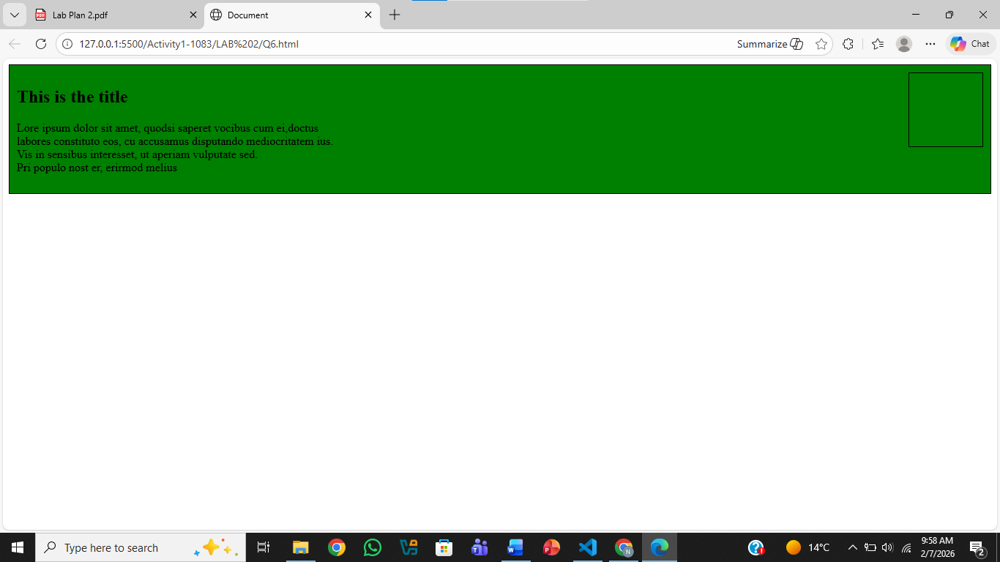 Lab Plan 2.pdf
Document
127.0.0.1:5500/Activity1-1083/LAB%202/Q6.html
Summarize
Chat
This is the title
Lore ipsum dolor sit amet, quodsi saperet vocibus cum ei,doctus
labores constituto eos, cu accusamus disputando mediocritatem ius.
Vis in sensibus interesset, ut aperiam vulputate sed.
Pri populo nost er, erirmod melius
Type here to search
14°C
9:58 AM
2/7/2026
2